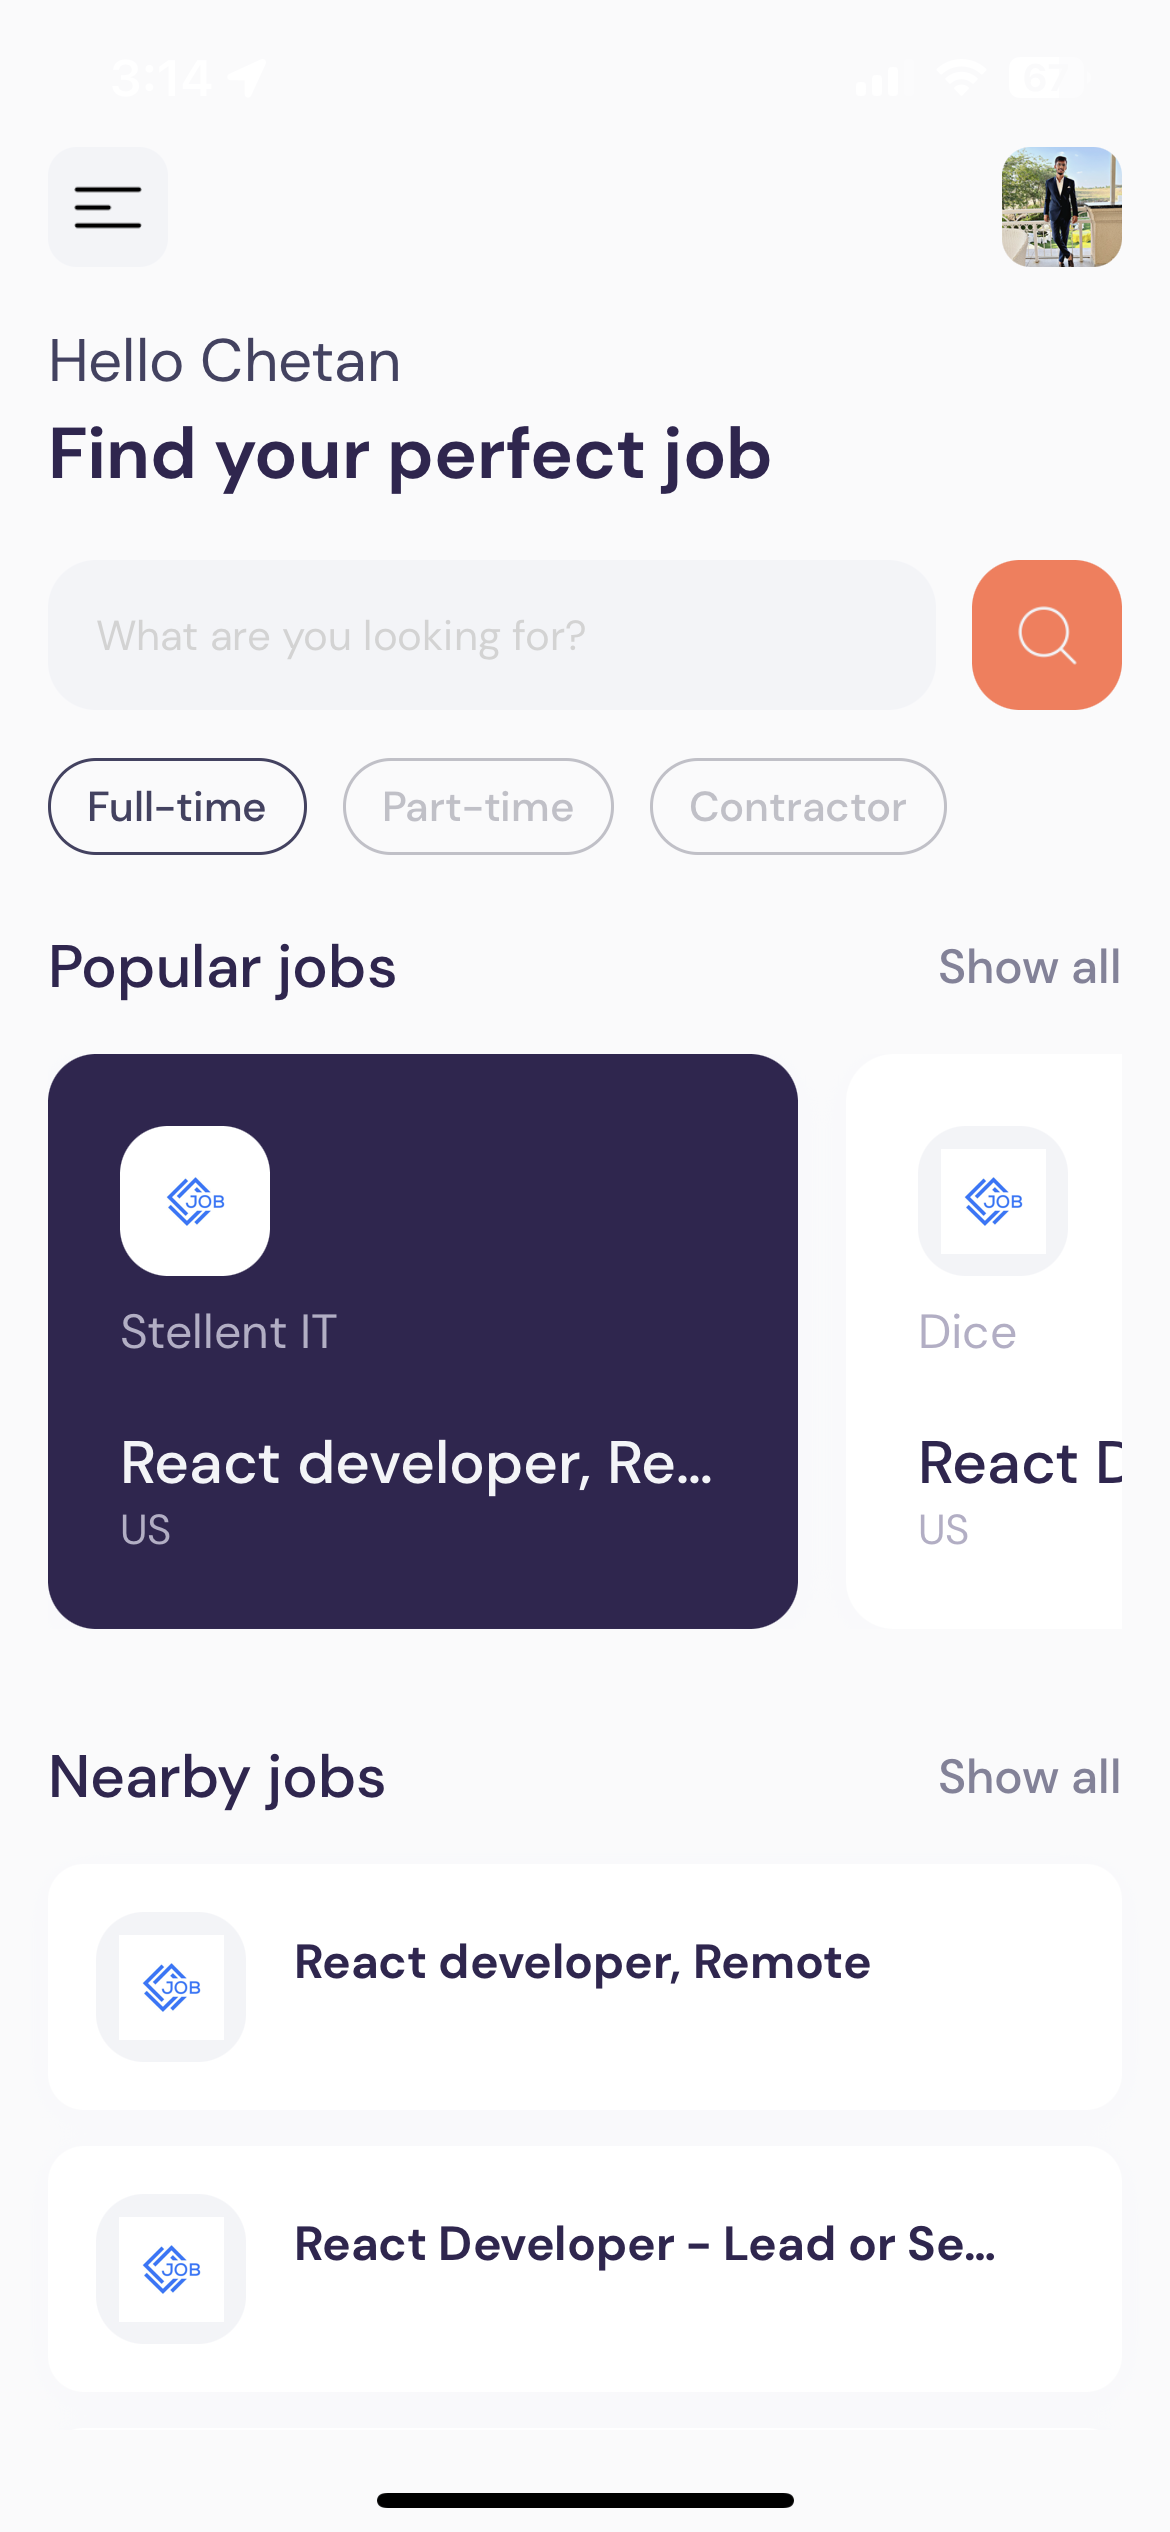 3:14
67
Hello Chetan
Find your perfect job
What are you looking for?
Full-time
Part-time
Contractor
Popular jobs
Show all
JOB
Stellent IT
React developer, Re...
US
JOB
Dice
React D
US
Nearby jobs
Show all
JOB
React developer, Remote
JOB
React Developer - Lead or Se...